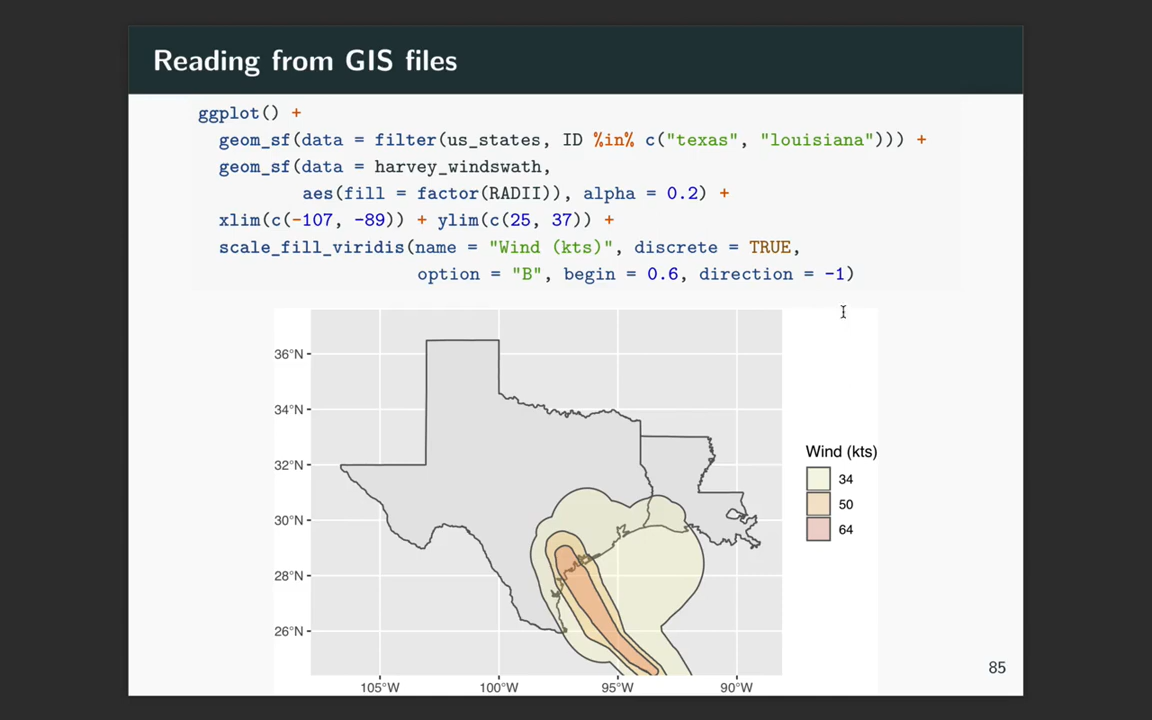 Reading from GIS files
ggplot() +
geom_sf(data = filter(us_states, ID %in% c("texas", "louisiana"))) +
geom_sf(data = harvey_windswath,
aes(fill = factor(RADII)), alpha = 0.2) +
xlim(c(-107, -89)) + ylim(c(25, 37)) +
scale_fill_viridis(name = "Wind (kts)", discrete = TRUE,
option = "B", begin = 0.6, direction = -1)
36°N
34°N
32°N
30°N
28°N
26°N
105°W 100°W 95°W 90°W
Wind (kts)
34
50
64
85